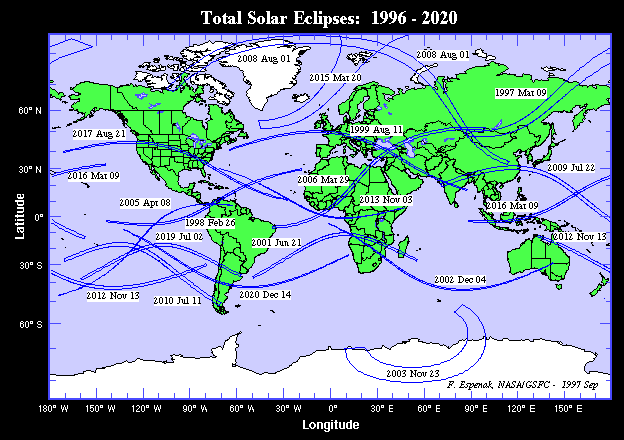 Total Solar Eclipses: 1996 - 2020
2008 Aug 01
2008 Aug 01
2015 Mar 20
1997 Mar 09
60° N
2017 Aug 21
1999 Aug 11
30° N
2016 Mar 09
2006 Mar 29
2009 Jul 22
2005 Apr 08
2013 Nov 03
2016 Mar 09
Latitude
0°
1998 Feb 26
2019 Jul 02
2001 Jun 21
2012 Nov 13
30° S
2002 Dec 04
2012 Nov 13
2010 Jul 11
2020 Dec 14
60° S
2003 Nov 23
F. Espenak, NASA/GSFC - 1997 Sep
180° W 150° W 120° W 90° W 60° W 30° W 0° 30° E 60° E 90° E 120° E 150° E
Longitude